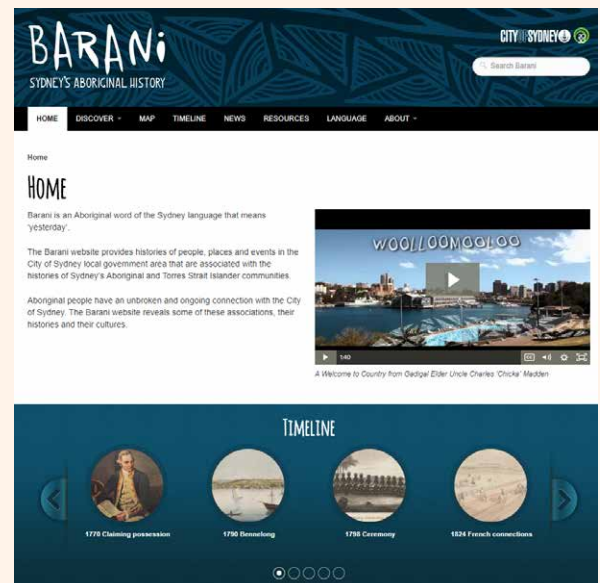 BARANI
SYDNEY'S ABORIGINAL HISTORY
CITY OF SYDNEY
Search Barani
HOME
DISCOVER
MAP
TIMELINE
NEWS
RESOURCES
LANGUAGE
ABOUT
Home
HOME
Barani is an Aboriginal word of the Sydney language that means
'yesterday'.
The Barani website provides histories of people, places and events in the
City of Sydney local government area that are associated with the
histories of Sydney's Aboriginal and Torres Strait Islander communities.
Aboriginal people have an unbroken and ongoing connection with the City
of Sydney. The Barani website reveals some of these associations, their
histories and their cultures.
WOOLLOOMOOLOO
1:40
CC
A Welcome to Country from Gadigal Elder Uncle Charles 'Chicka' Madden
TIMELINE
1770 Claiming possession
1790 Bennelong
1798 Ceremony
1824 French connections